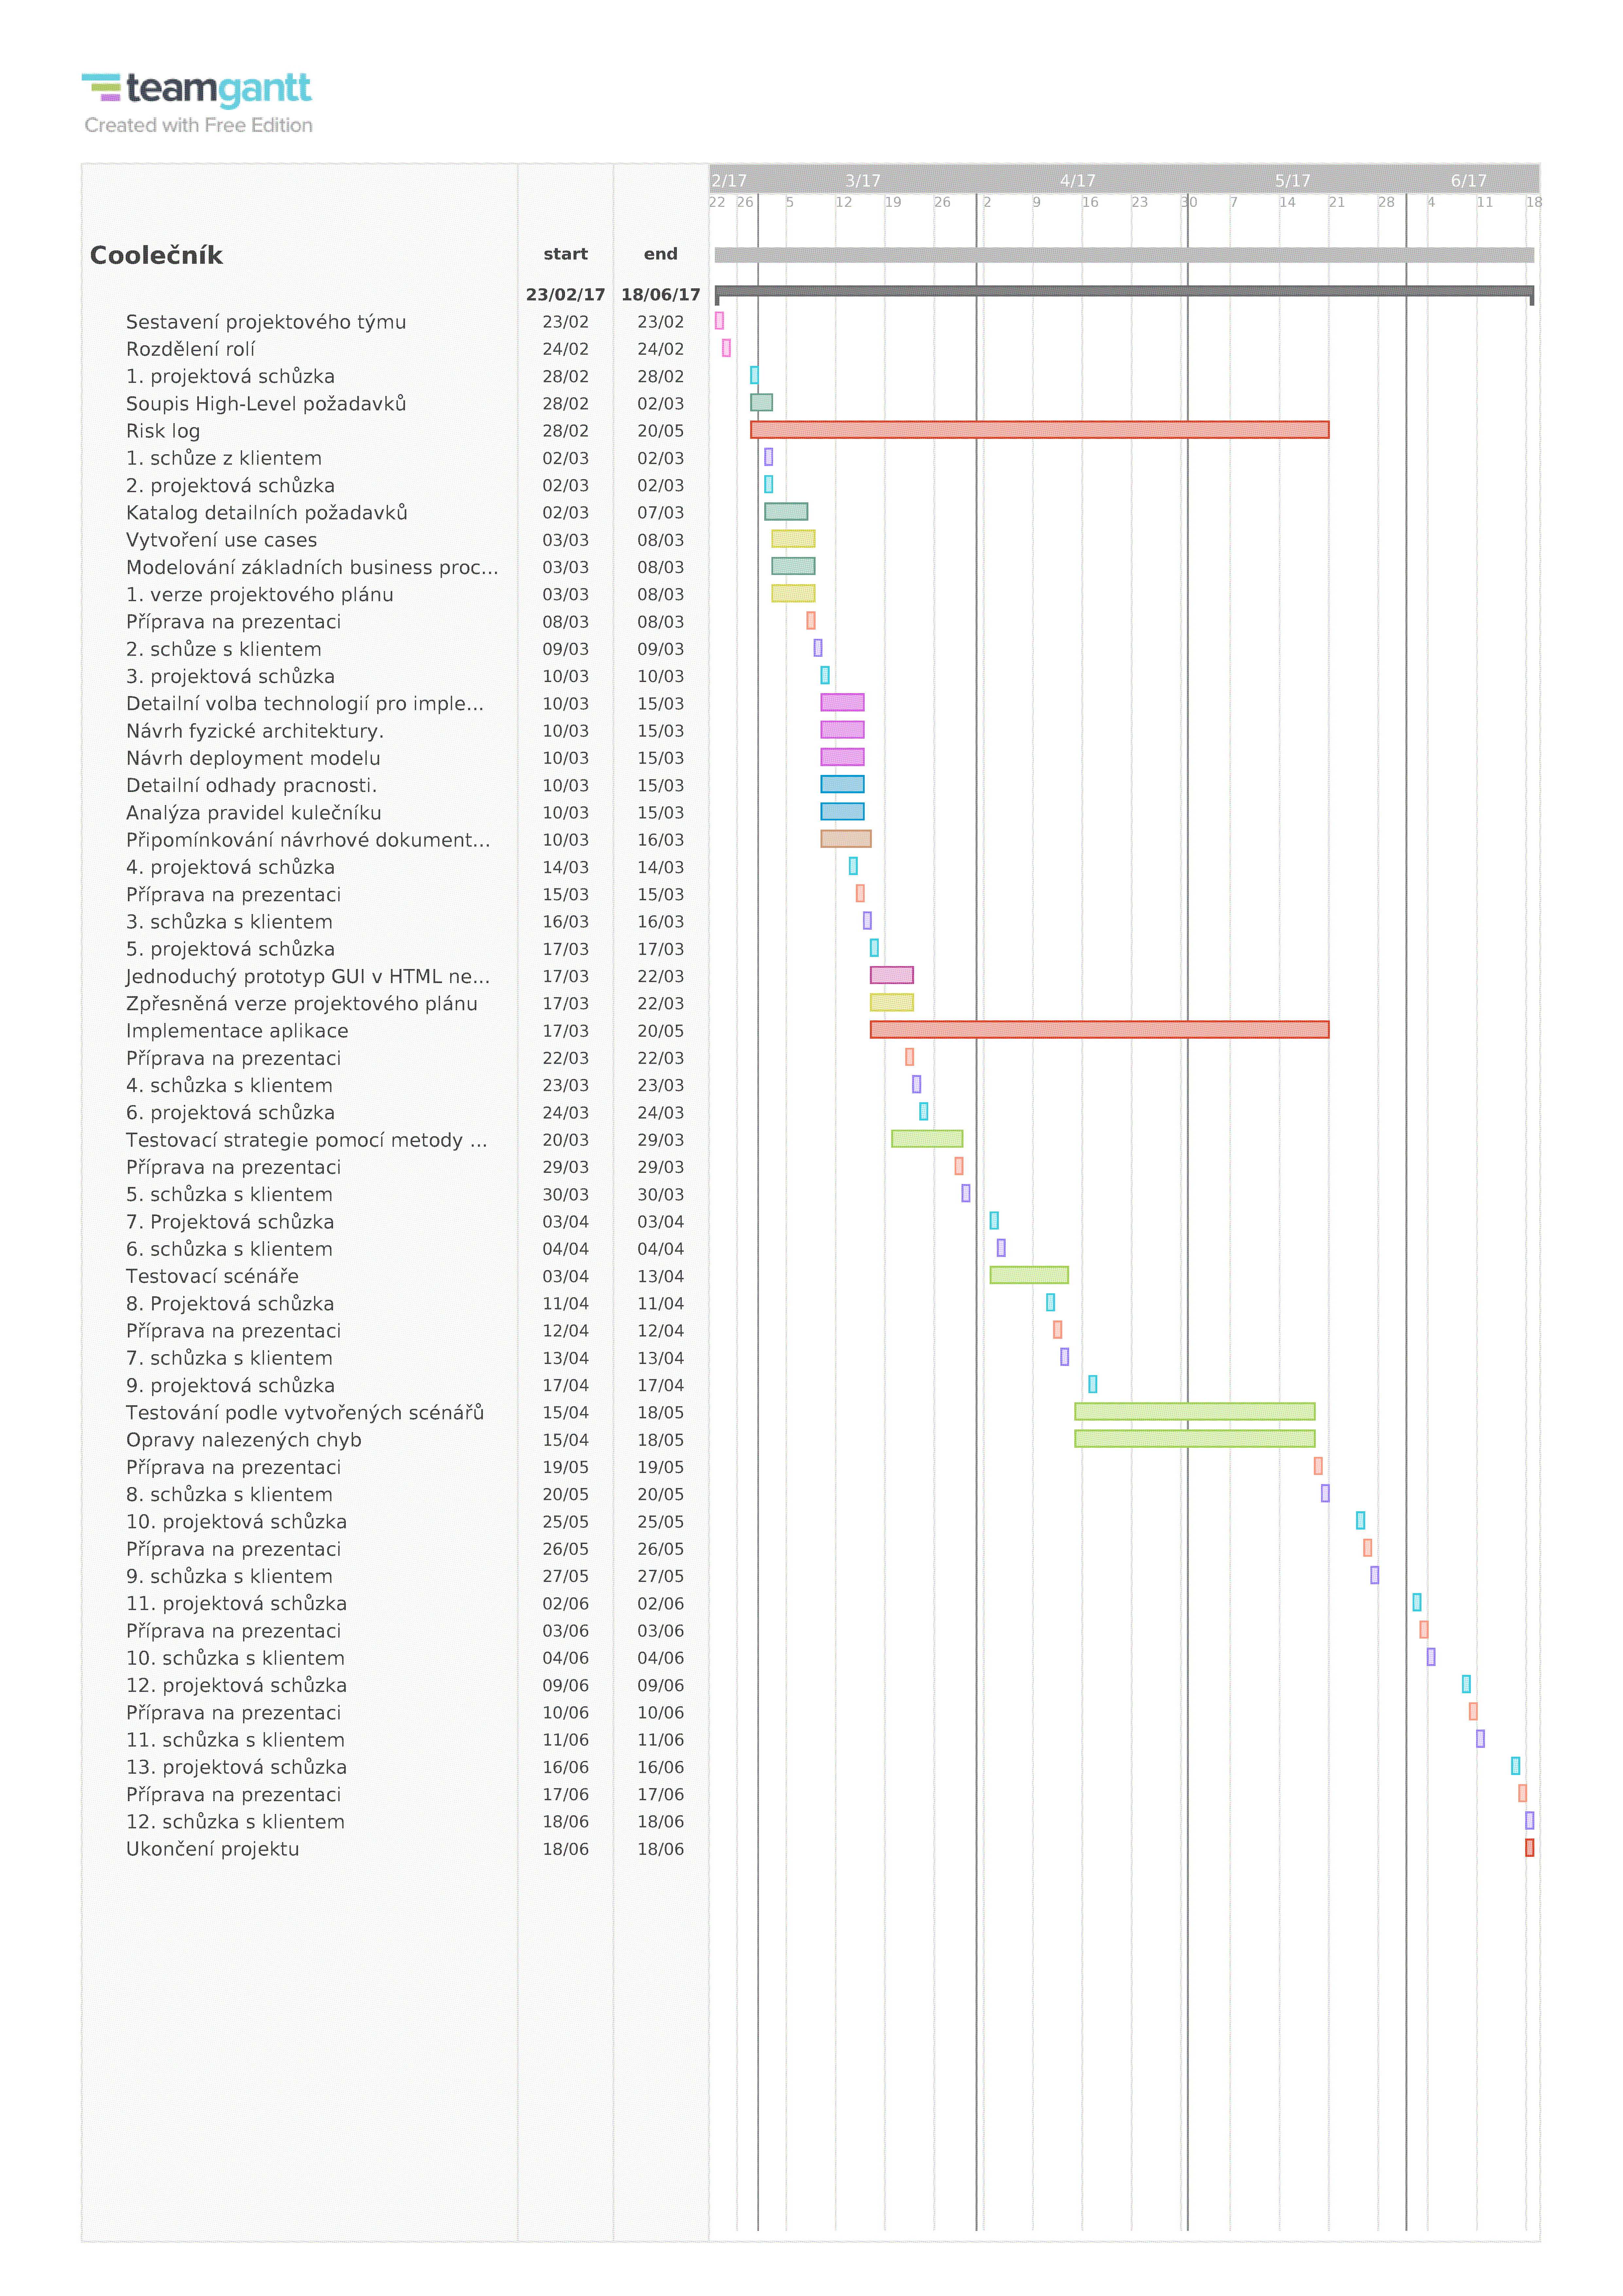 teamgantt
Created with Free Edition
2/17 3/17 4/17 5/17 6/17
22 26 5 12 19 26 2 9 16 23 30 7 14 21 28 4 11 18
Coolečník start end
23/02/17 18/06/17
Sestavení projektového týmu 23/02 23/02
Rozdělení rolí 24/02 24/02
1. projektová schůzka 28/02 28/02
Soupis High-Level požadavků 28/02 02/03
Risk log 28/02 20/05
1. schůze z klientem 02/03 02/03
2. projektová schůzka 02/03 02/03
Katalog detailních požadavků 02/03 07/03
Vytvoření use cases 03/03 08/03
Modelování základních business proc... 03/03 08/03
1. verze projektového plánu 03/03 08/03
Příprava na prezentaci 08/03 08/03
2. schůze s klientem 09/03 09/03
3. projektová schůzka 10/03 10/03
Detailní volba technologií pro imple... 10/03 15/03
Návrh fyzické architektury. 10/03 15/03
Návrh deployment modelu 10/03 15/03
Detailní odhady pracnosti. 10/03 15/03
Analýza pravidel kulečníku 10/03 15/03
Připomínkování návrhové dokument... 10/03 16/03
4. projektová schůzka 14/03 14/03
Příprava na prezentaci 15/03 15/03
3. schůzka s klientem 16/03 16/03
5. projektová schůzka 17/03 17/03
Jednoduchý prototyp GUI v HTML ne... 17/03 22/03
Zpřesněná verze projektového plánu 17/03 22/03
Implementace aplikace 17/03 20/05
Příprava na prezentaci 22/03 22/03
4. schůzka s klientem 23/03 23/03
6. projektová schůzka 24/03 24/03
Testovací strategie pomocí metody ... 20/03 29/03
Příprava na prezentaci 29/03 29/03
5. schůzka s klientem 30/03 30/03
7. Projektová schůzka 03/04 03/04
6. schůzka s klientem 04/04 04/04
Testovací scénáře 03/04 13/04
8. Projektová schůzka 11/04 11/04
Příprava na prezentaci 12/04 12/04
7. schůzka s klientem 13/04 13/04
9. projektová schůzka 17/04 17/04
Testování podle vytvořených scénářů 15/04 18/05
Opravy nalezených chyb 15/04 18/05
Příprava na prezentaci 19/05 19/05
8. schůzka s klientem 20/05 20/05
10. projektová schůzka 25/05 25/05
Příprava na prezentaci 26/05 26/05
9. schůzka s klientem 27/05 27/05
11. projektová schůzka 02/06 02/06
Příprava na prezentaci 03/06 03/06
10. schůzka s klientem 04/06 04/06
12. projektová schůzka 09/06 09/06
Příprava na prezentaci 10/06 10/06
11. schůzka s klientem 11/06 11/06
13. projektová schůzka 16/06 16/06
Příprava na prezentaci 17/06 17/06
12. schůzka s klientem 18/06 18/06
Ukončení projektu 18/06 18/06